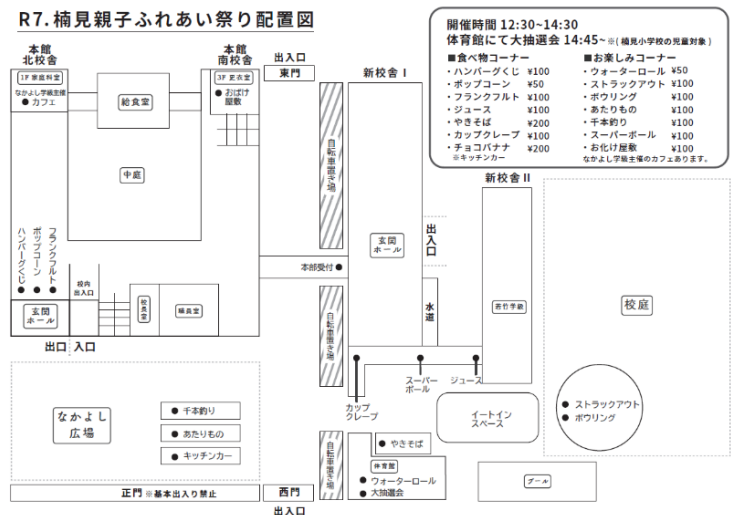 R7.楠見親子ふれあい祭り配置図
開催時間 12:30~14:30
体育館にて大抽選会 14:45~ ※(楠見小学校の児童対象)
■食べ物コーナー
・ハンバーグくじ ¥100
・ポップコーン ¥50
・フランクフルト ¥100
・ジュース ¥100
・やきそば ¥200
・カップクレープ ¥100
・チョコバナナ ¥200
※キッチンカー
■お楽しみコーナー
・ウォーターロール ¥50
・ストラックアウト ¥100
・ボウリング ¥100
・あたりもの ¥100
・千本釣り ¥100
・スーパーボール ¥100
・お化け屋敷 ¥100
なかよし学級主催のカフェあります。
本館
北校舎
1F 家庭科室
なかよし学級主催
●カフェ
給食室
本館
南校舎
3F 更衣室
●おばけ
屋敷
出入口
東門
新校舎Ⅰ
自転車置き場
中庭
新校舎Ⅱ
玄関
ホール
出入口
本部受付●
ハンバーグくじ●
ポップコーン●
フランクフルト●
校内
出入口
玄関
ホール
校長室
職員室
出口 入口
自転車置き場
水道
若竹学級
校庭
カップ
クレープ
スーパー
ボール
ジュース
なかよし
広場
●千本釣り
●あたりもの
●キッチンカー
イートイン
スペース
●ストラックアウト
●ボウリング
自転車置き場
●やきそば
体育館
●ウォーターロール
●大抽選会
プール
正門 ※基本出入り禁止
西門
出入口